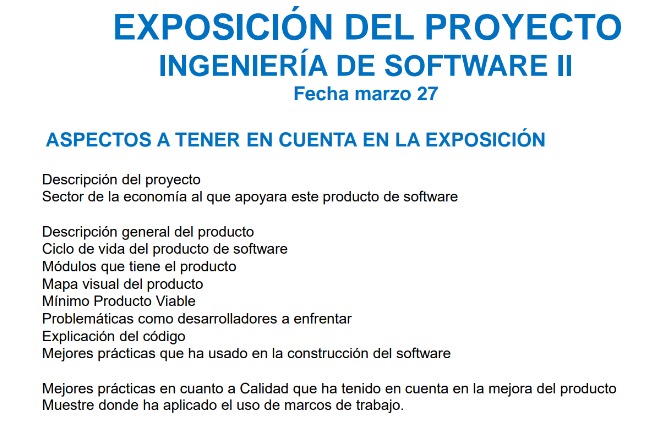 EXPOSICIÓN DEL PROYECTO
INGENIERÍA DE SOFTWARE II
Fecha marzo 27
ASPECTOS A TENER EN CUENTA EN LA EXPOSICIÓN
Descripción del proyecto
Sector de la economía al que apoyara este producto de software
Descripción general del producto
Ciclo de vida del producto de software
Módulos que tiene el producto
Mapa visual del producto
Mínimo Producto Viable
Problemáticas como desarrolladores a enfrentar
Explicación del código
Mejores prácticas que ha usado en la construcción del software
Mejores prácticas en cuanto a Calidad que ha tenido en cuenta en la mejora del producto
Muestre donde ha aplicado el uso de marcos de trabajo.